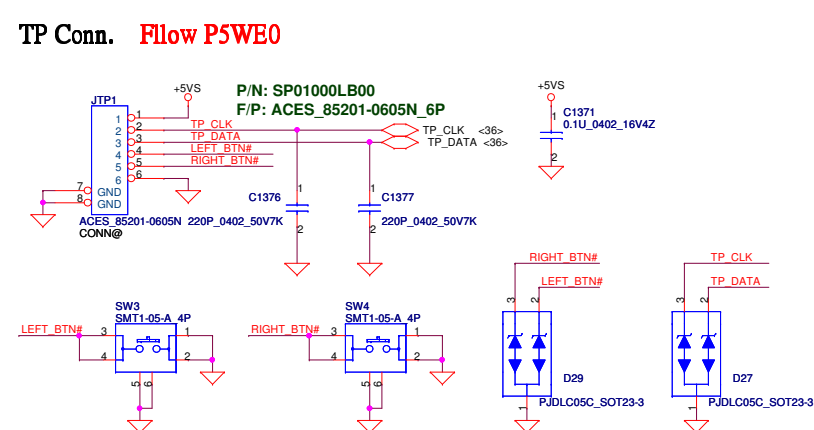 TP Conn. Fllow P5WE0
+5VS
P/N: SP01000LB00
F/P: ACES_85201-0605N_6P
JTP1
1 1
2 2 TP_CLK TP_CLK <36>
3 3 TP_DATA TP_DATA <36>
4 4 LEFT_BTN#
5 5 RIGHT_BTN#
6 6
7 GND
8 GND
ACES_85201-0605N
CONN@
C1376
1
2
220P_0402_50V7K
C1377
1
2
220P_0402_50V7K
+5VS
C1371
0.1U_0402_16V4Z
1
2
SW3
SMT1-05-A_4P
LEFT_BTN#
3 1
4 2
5 6
SW4
SMT1-05-A_4P
RIGHT_BTN#
3 1
4 2
5 6
RIGHT_BTN#
LEFT_BTN#
3 2
D29
PJDLC05C_SOT23-3
1
TP_CLK
TP_DATA
3 2
D27
PJDLC05C_SOT23-3
1